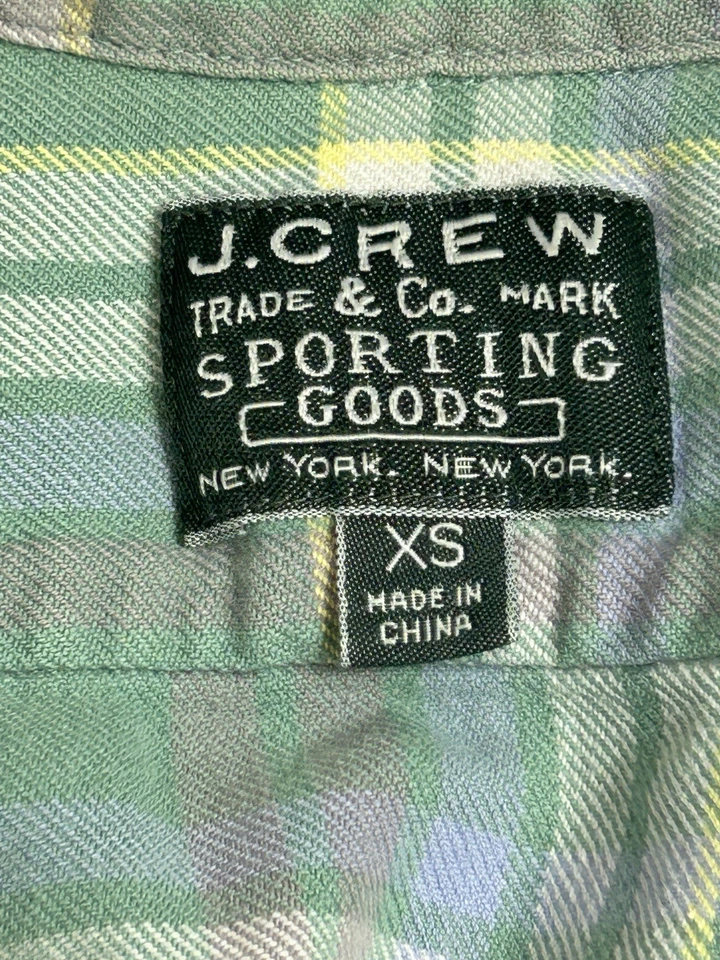 J.CREW
TRADE & Co. MARK
SPORTING
GOODS
NEW YORK. NEW YORK.
XS
MADE IN
CHINA